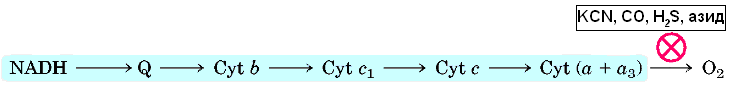 KCN, CO, H₂S, азид
NADH → Q → Cyt b → Cyt c₁ → Cyt c → Cyt (a + a₃) → O₂